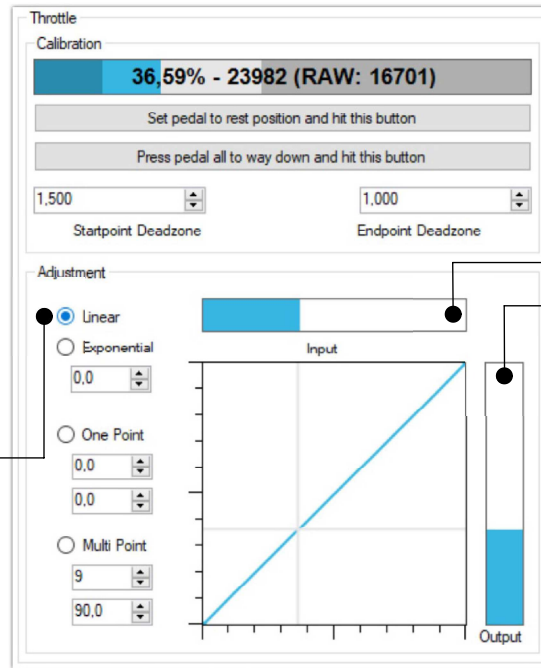 Throttle
Calibration
36,59% - 23982 (RAW: 16701)
Set pedal to rest position and hit this button
Press pedal all to way down and hit this button
1,500 1,000
Startpoint Deadzone Endpoint Deadzone
Adjustment
Linear
Exponential Input
0,0
One Point
0,0
0,0
Multi Point
9
90,0
Output